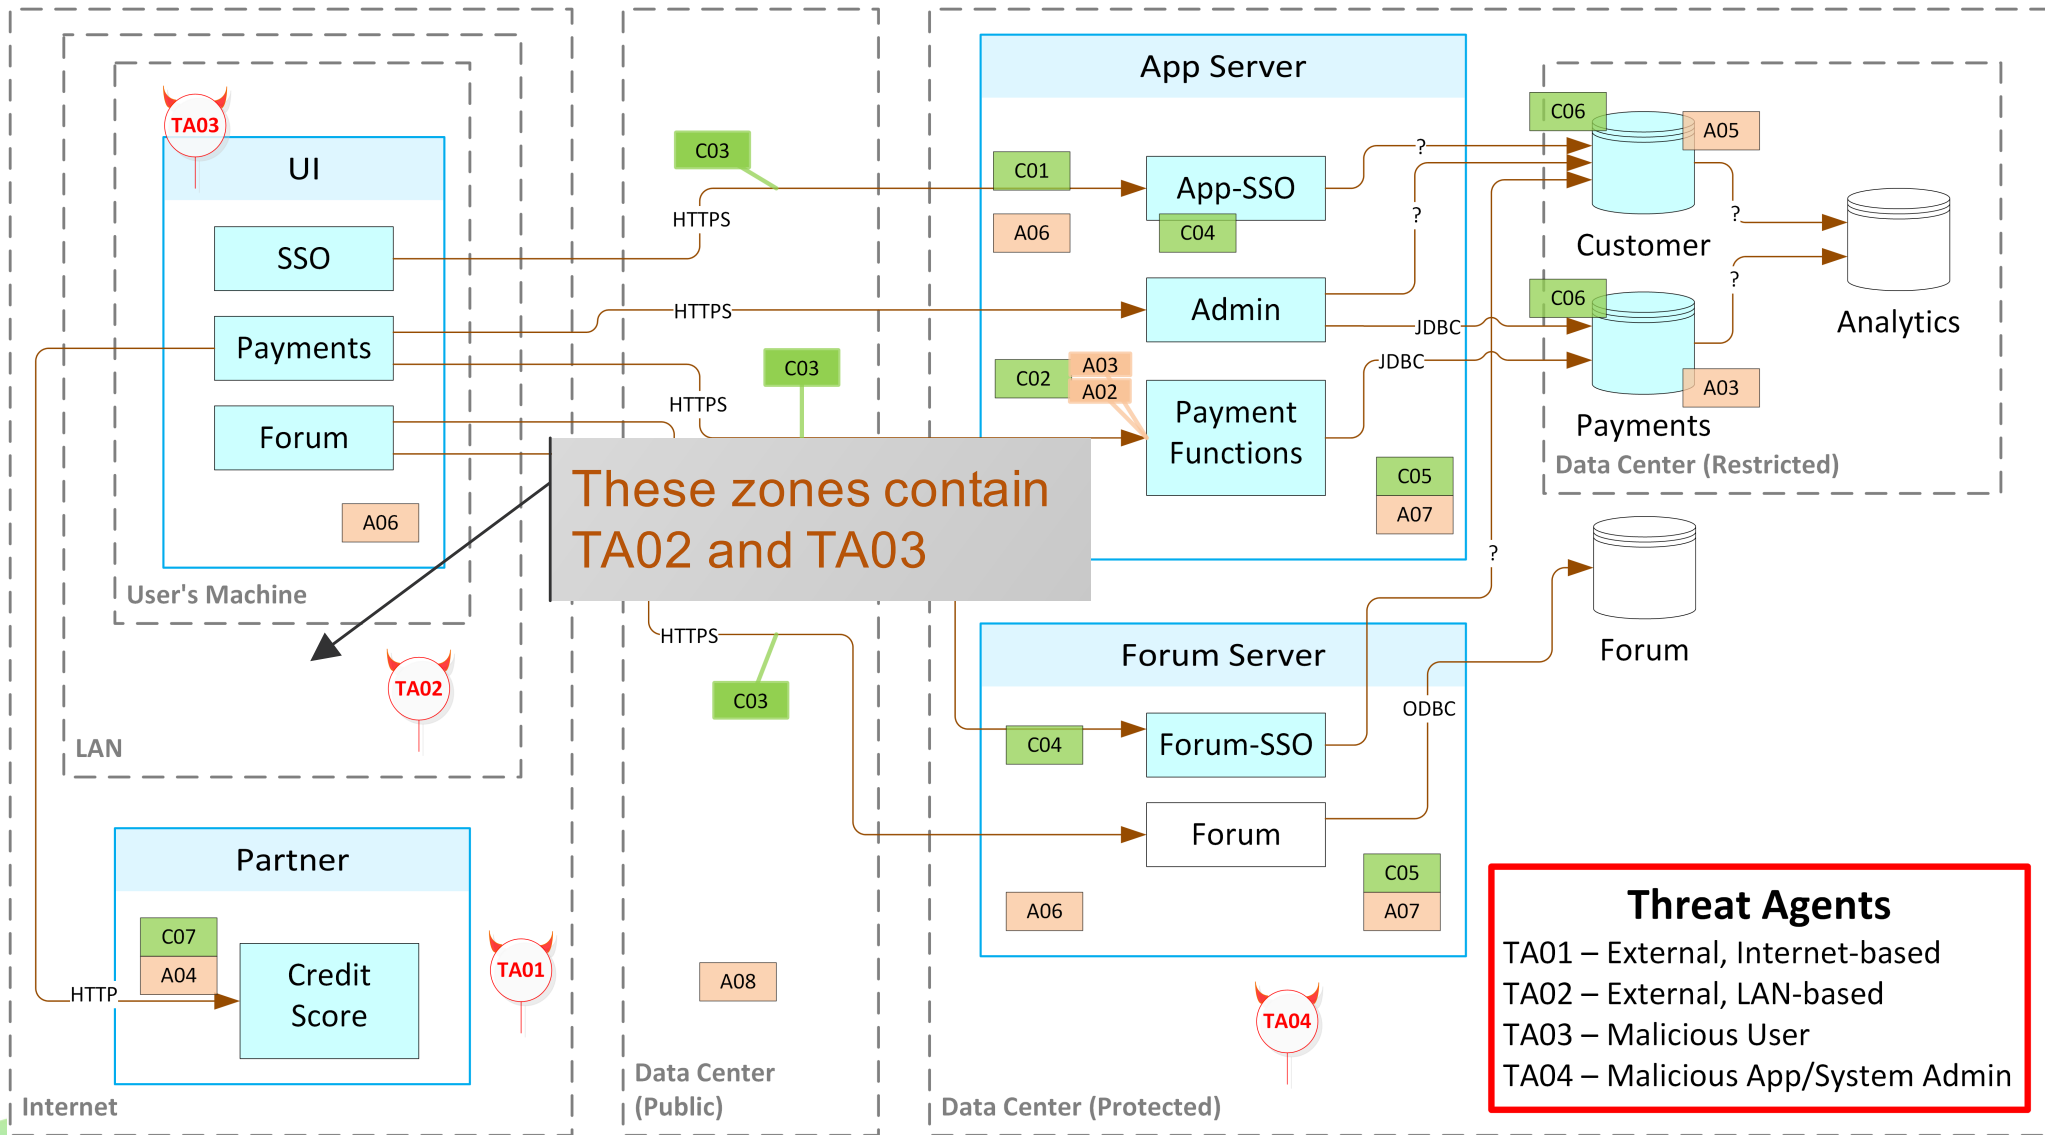 TA03
UI
SSO
Payments
Forum
A06
User's Machine
TA02
LAN
Partner
C07
A04
Credit
Score
HTTP
TA01
Internet
C03
HTTPS
HTTPS
C03
HTTPS
These zones contain
TA02 and TA03
HTTPS
C03
A08
Data Center
(Public)
App Server
C01
A06
App-SSO
C04
Admin
C02
A03
A02
Payment
Functions
C05
A07
?
?
JDBC
JDBC
?
C06
A05
Customer
?
C06
A03
Payments
?
Analytics
Data Center (Restricted)
Forum
Forum Server
C04
Forum-SSO
ODBC
Forum
A06
C05
A07
TA04
Data Center (Protected)
Threat Agents
TA01 – External, Internet-based
TA02 – External, LAN-based
TA03 – Malicious User
TA04 – Malicious App/System Admin